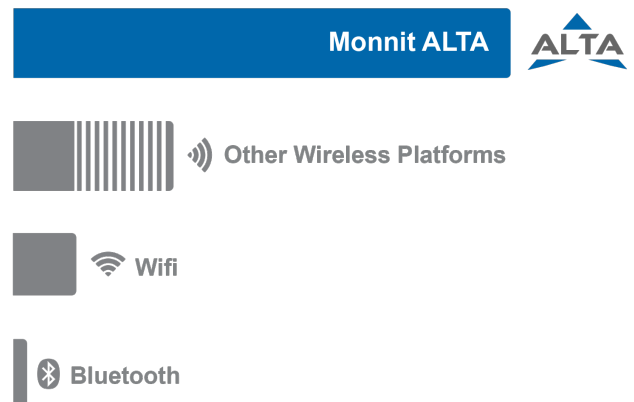 Monnit ALTA
ALTA
Other Wireless Platforms
Wifi
Bluetooth